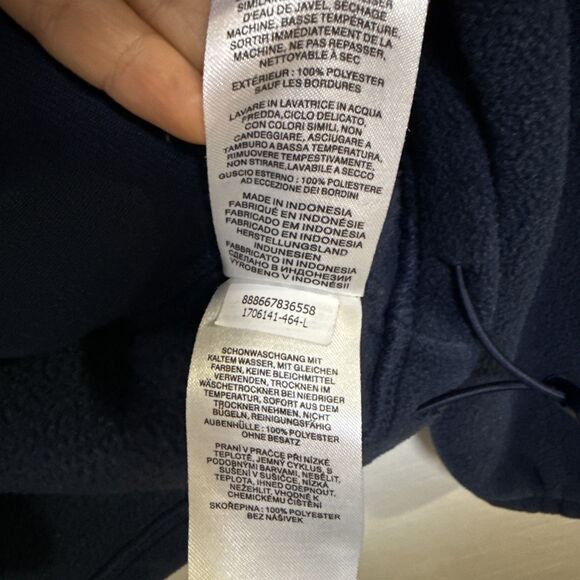 D'EAU DE JAVEL, SÉCHAGE
MACHINE, BASSE TEMPÉRATURE,
SORTIR IMMÉDIATEMENT DE LA
MACHINE, NE PAS REPASSER,
NETTOYABLE À SEC
EXTÉRIEUR : 100% POLYESTER
SAUF LES BORDURES
LAVARE IN LAVATRICE IN ACQUA
FREDDA, CICLO DELICATO,
CON COLORI SIMILI, NON
CANDEGGIARE, ASCIUGARE A
TAMBURO A BASSA TEMPERATURA,
RIMUOVERE TEMPESTIVAMENTE,
NON STIRARE, LAVABILE A SECCO
GUSCIO ESTERNO : 100% POLIESTERE
AD ECCEZIONE DEI BORDINI
MADE IN INDONESIA
FABRIQUÉ EN INDONÉSIE
FABRICADO EN INDONESIE
FABRICADO EM INDONÉSIA
HERSTELLUNGSLAND
INDUNESIEN
FABBRICATO IN INDONESIA
СДЕЛАНО В ИНДОНЕЗИИ
VYROBENO V INDONÉSII
888667836558
1706141-464-L
SCHONWASCHGANG MIT
KALTEM WASSER, MIT GLEICHEN
FARBEN, KEINE BLEICHMITTEL
VERWENDEN, TROCKNEN IM
WÄSCHETROCKNER BEI NIEDRIGER
TEMPERATUR, SOFORT AUS DEM
TROCKNER NEHMEN, NICHT
BÜGELN, REINIGUNGSFÄHIG
AUßENHÜLLE : 100% POLYESTER
OHNE BESATZ
PRANÍ V PRAČCE PŘI NÍZKÉ
TEPLOTĚ, JEMNÝ CYKLUS, S
PODOBNÝMI BARVAMI, NEBĚLIT,
SUŠENÍ V SUŠIČCE, NÍZKÁ
TEPLOTA, IHNED ODEPNOUT,
NEŽEHLIT, VHODNÉ K
CHEMICKÉMU ČIŠTĚNÍ
SKOŘEPINA : 100% POLYESTER
BEZ NÁŠIVEK